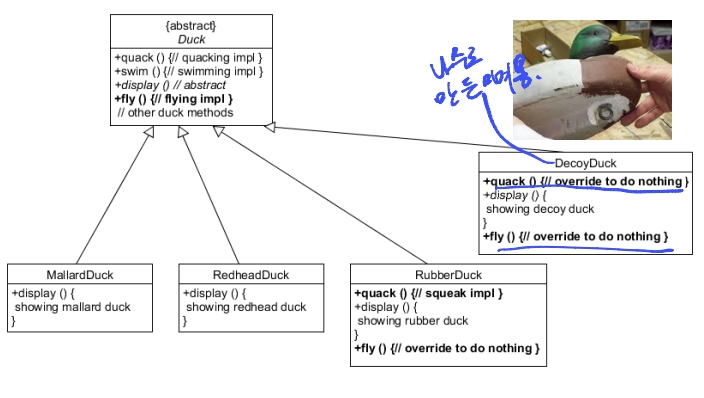 {abstract}
Duck
+quack () {// quacking impl }
+swim () {// swimming impl }
+display () // abstract
+fly () {// flying impl }
// other duck methods
나무로
만든
DecoyDuck
+quack () {// override to do nothing }
+display () {
showing decoy duck
}
+fly () {// override to do nothing }
MallardDuck
+display () {
showing mallard duck
}
RedheadDuck
+display () {
showing redhead duck
}
RubberDuck
+quack () {// squeak impl }
+display () {
showing rubber duck
}
+fly () {// override to do nothing }